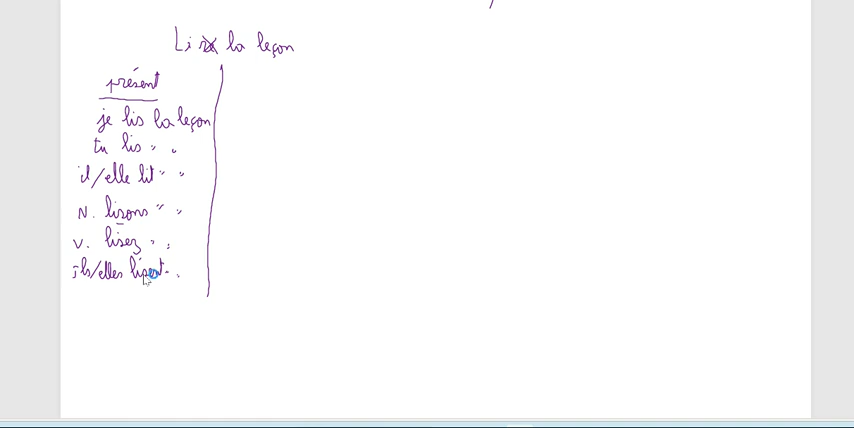 Lire la leçon
présent
je lis la leçon
tu lis " "
il/elle lit " "
N. lisons " "
V. lisez " "
ils/elles lisent " "